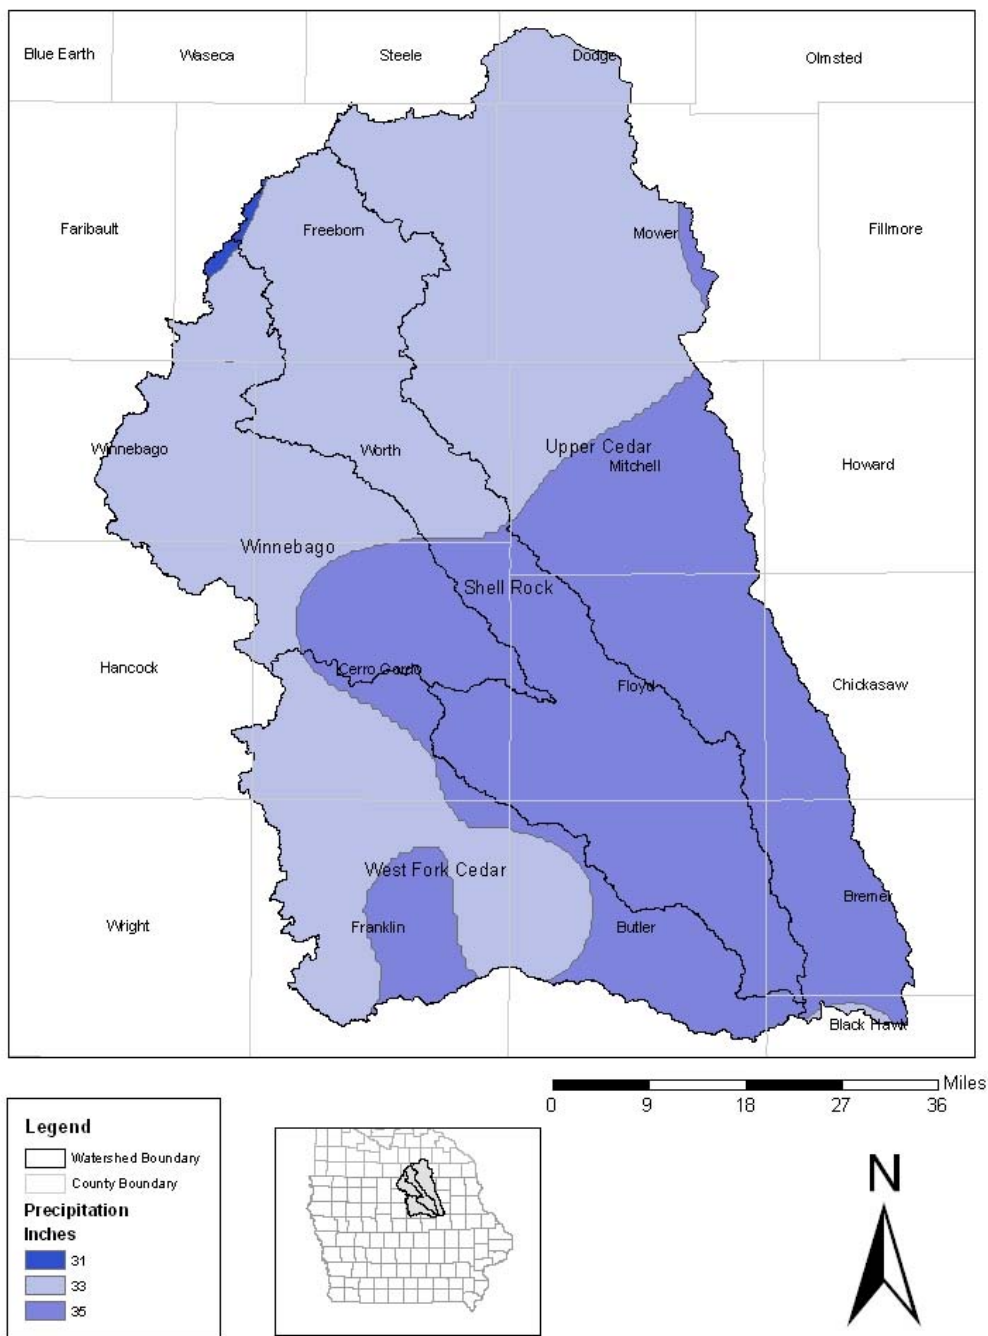 Blue Earth
Waseca
Steele
Dodge
Olmsted
Faribault
Freeborn
Mower
Fillmore
Winnebago
Worth
Upper Cedar
Mitchell
Howard
Winnebago
Shell Rock
Hancock
Cerro Gordo
Floyd
Chickasaw
West Fork Cedar
Wright
Franklin
Butler
Bremer
Black Hawk
Miles
0 9 18 27 36
Legend
Watershed Boundary
County Boundary
Precipitation
Inches
31
33
35
N